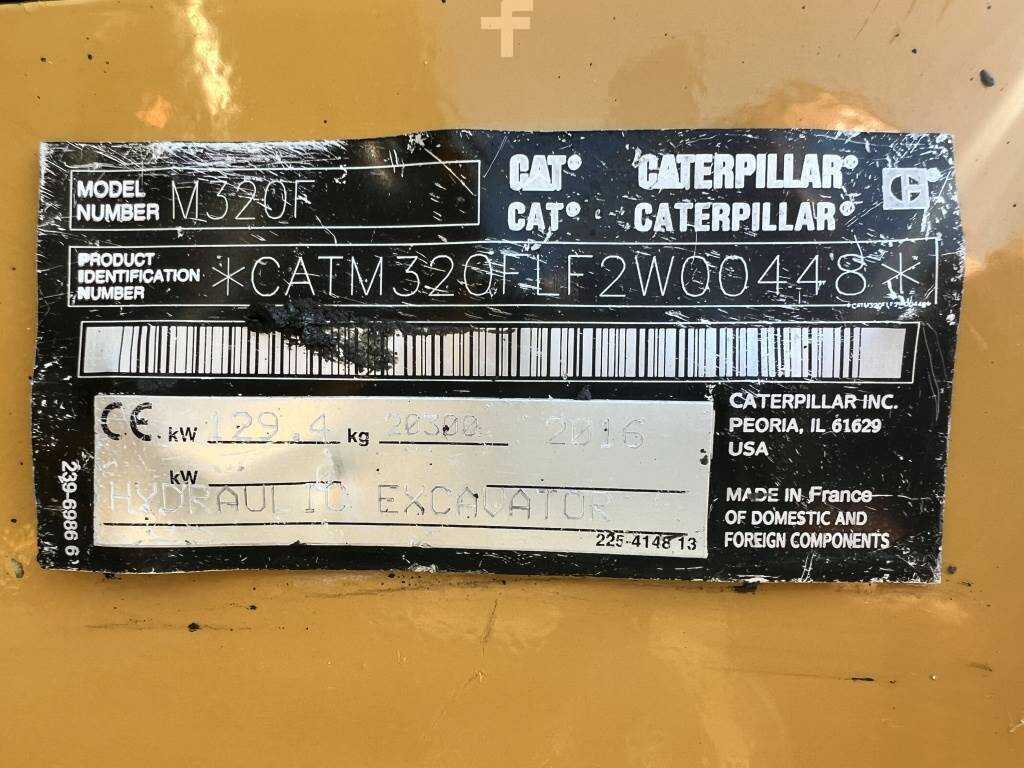 f
MODEL NUMBER M320F
CAT® CATERPILLAR®
CAT® CATERPILLAR®
PRODUCT IDENTIFICATION NUMBER *CATM320FLF2W00448*
*CATM320FLF2W00448*
CE kW 129.4 kg 20300 2016
kW
HYDRAULIC EXCAVATOR
225-4148 13
239-6986 6
CATERPILLAR INC.
PEORIA, IL 61629
USA
MADE IN France
OF DOMESTIC AND
FOREIGN COMPONENTS